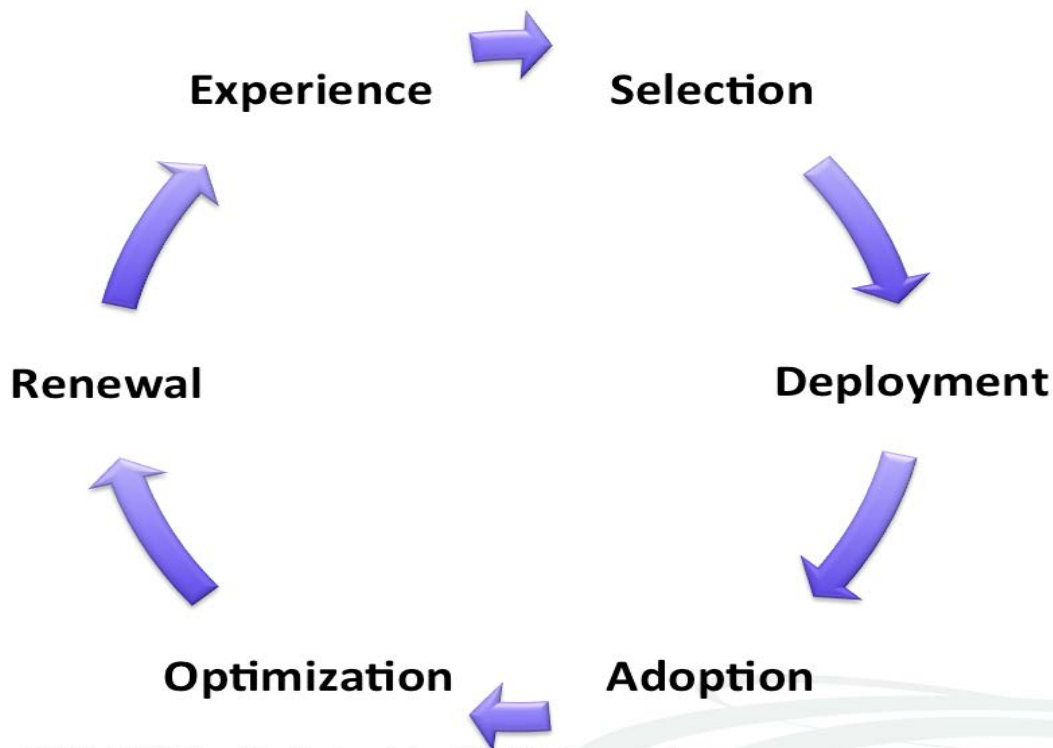 Experience
Selection
Deployment
Adoption
Optimization
Renewal